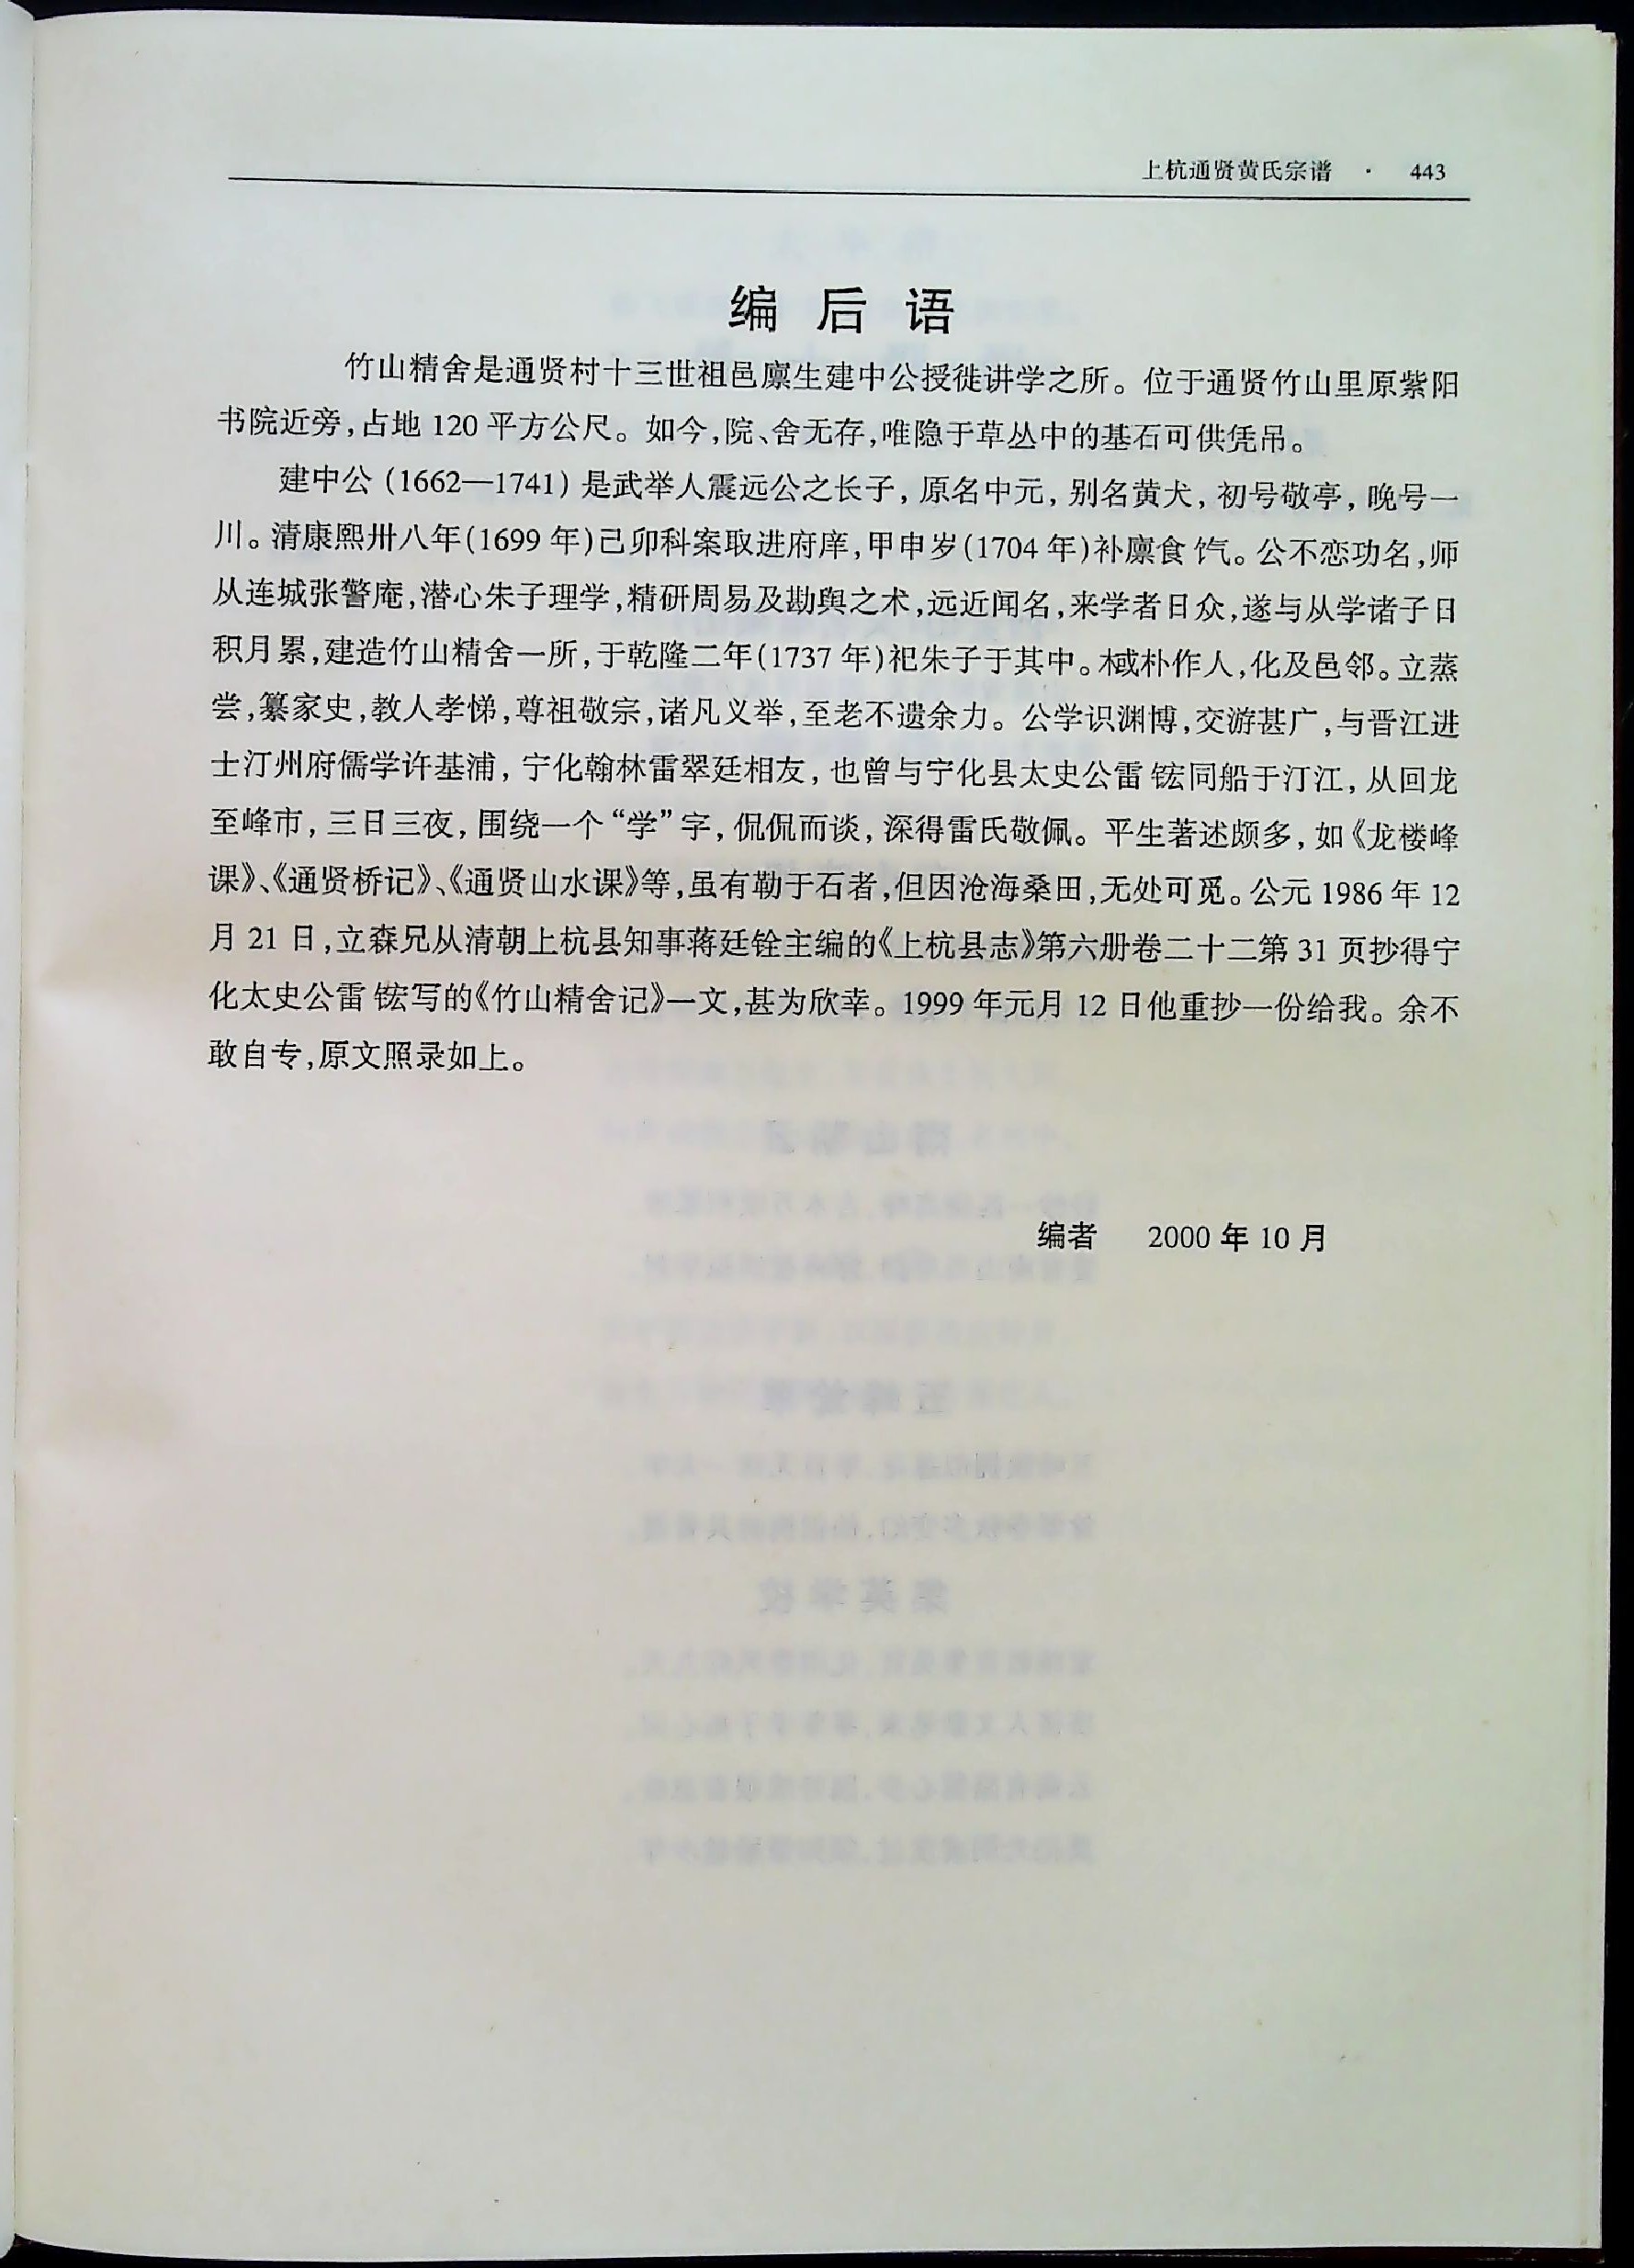 上杭通贤黄氏宗谱 · 443
编后语
竹山精舍是通贤村十三世祖邑廪生建中公授徙讲学之所。位于通贤竹山里原紫阳
书院近旁,占地 120 平方公尺。如今,院、舍无存,唯隐于草丛中的基石可供凭吊。
建中公 (1662—1741) 是武举人震远公之长子, 原名中元, 别名黄犬, 初号敬亭, 晚号一
川。清康熙卅八年(1699 年)己卯科案取进府庠,甲申岁(1704 年)补廪食饩。公不恋功名,师
从连城张警庵,潜心朱子理学,精研周易及勘舆之术,远近闻名,来学者日众,遂与从学诸子日
积月累,建造竹山精舍一所,于乾隆二年(1737 年)祀朱子于其中。棫朴作人,化及邑邻。立蒸
尝,纂家史,教人孝悌,尊祖敬宗,诸凡义举,至老不遗余力。公学识渊博,交游甚广,与晋江进
士汀州府儒学许基浦, 宁化翰林雷翠廷相友, 也曾与宁化县太史公雷鋐同船于汀江, 从回龙
至峰市, 三日三夜, 围绕一个“学”字, 侃侃而谈, 深得雷氏敬佩。平生著述颇多, 如《龙楼峰
课》、《通贤桥记》、《通贤山水课》等,虽有勒于石者,但因沧海桑田,无处可觅。公元 1986 年 12
月 21 日,立森兄从清朝上杭县知事蒋廷铨主编的《上杭县志》第六册卷二十二第 31 页抄得宁
化太史公雷鋐写的《竹山精舍记》一文,甚为欣幸。1999 年元月 12 日他重抄一份给我。余不
敢自专,原文照录如上。
编者 2000 年 10 月